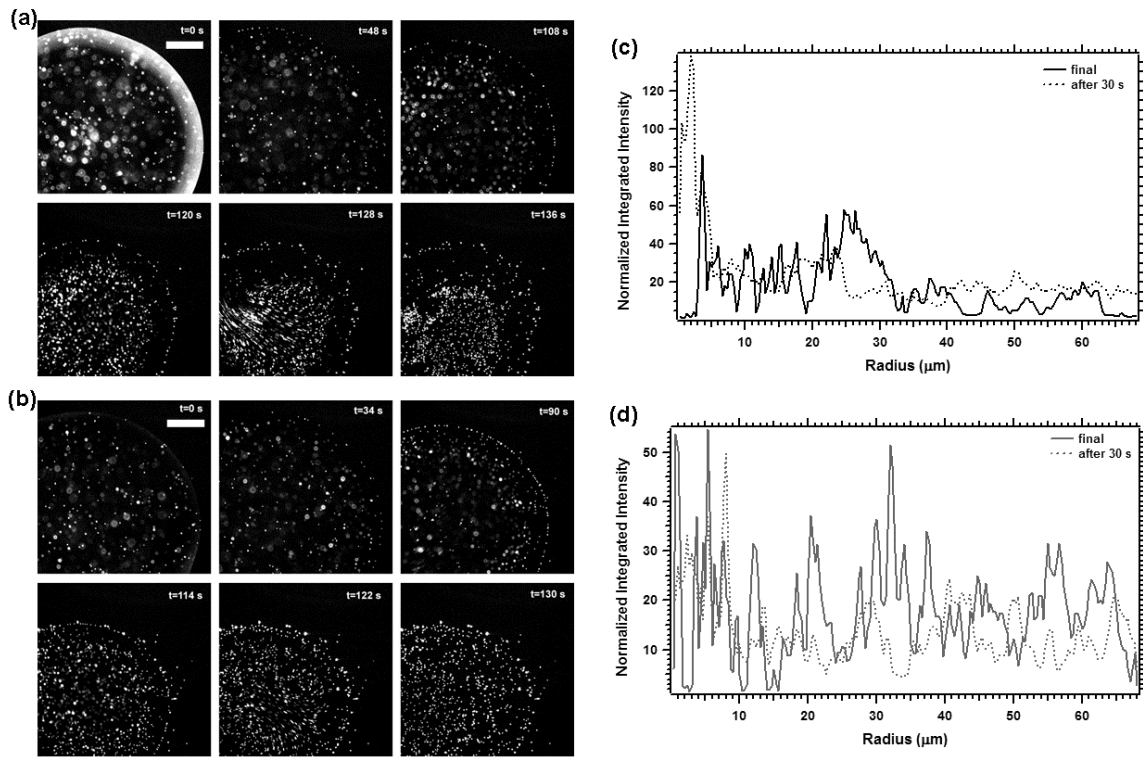 (a)
t=0 s
t=48 s
t=108 s
t=120 s
t=128 s
t=136 s
(b)
t=0 s
t=34 s
t=90 s
t=114 s
t=122 s
t=130 s
(c)
final
after 30 s
120
100
80
60
40
20
Normalized Integrated Intensity
10 20 30 40 50 60
Radius (μm)
(d)
final
after 30 s
50
40
30
20
10
Normalized Integrated Intensity
10 20 30 40 50 60
Radius (μm)